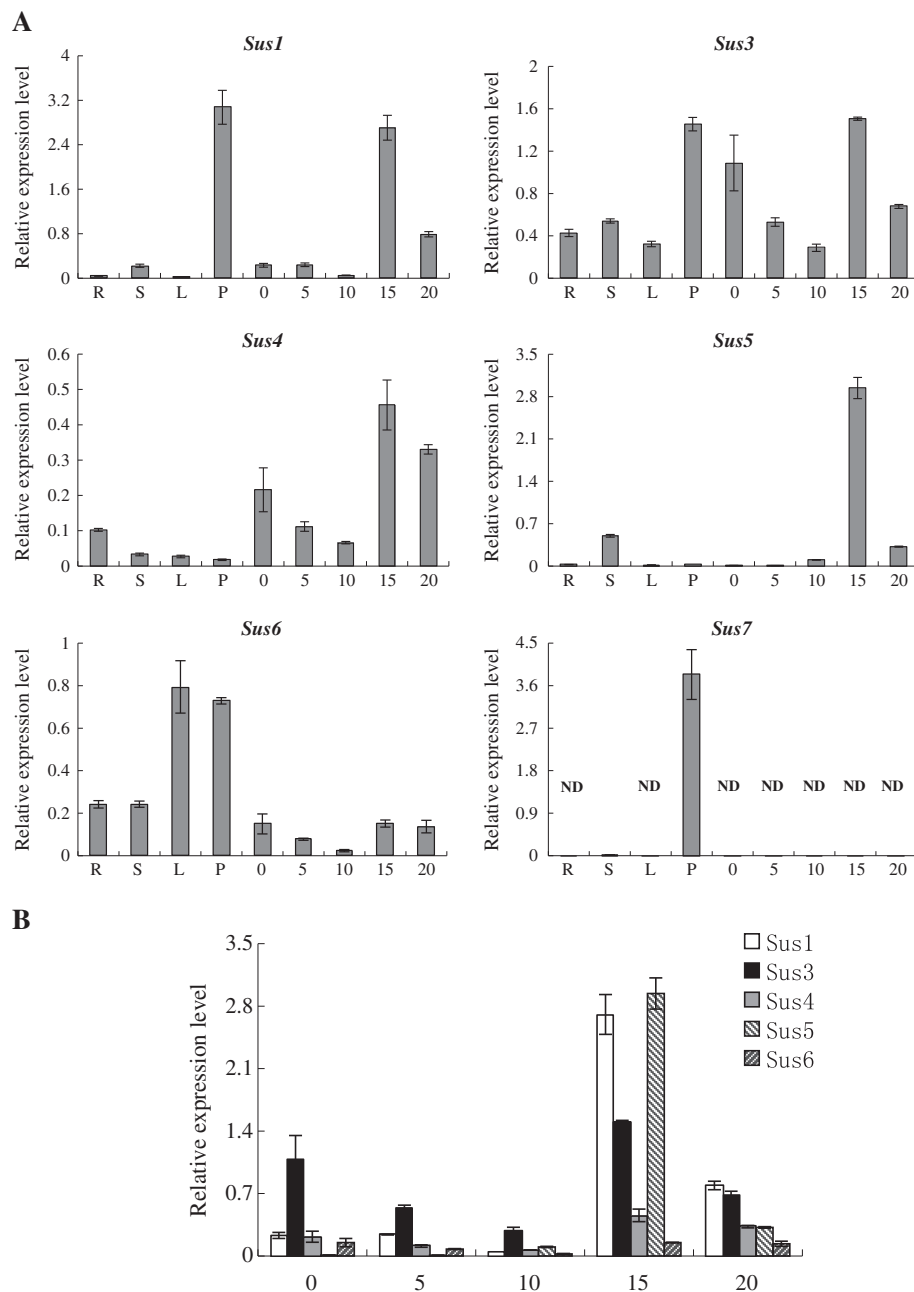 A
Sus1
Relative expression level
4
3.2
2.4
1.6
0.8
0
R S L P 0 5 10 15 20
Sus3
Relative expression level
2
1.6
1.2
0.8
0.4
0
R S L P 0 5 10 15 20
Sus4
Relative expression level
0.6
0.5
0.4
0.3
0.2
0.1
0
R S L P 0 5 10 15 20
Sus5
Relative expression level
3.5
2.8
2.1
1.4
0.7
0
R S L P 0 5 10 15 20
Sus6
Relative expression level
1
0.8
0.6
0.4
0.2
0
R S L P 0 5 10 15 20
Sus7
Relative expression level
4.5
3.6
2.7
1.8
0.9
0
ND ND ND ND ND ND ND
R S L P 0 5 10 15 20
B
Relative expression level
3.5
2.8
2.1
1.4
0.7
0
0 5 10 15 20
Sus1
Sus3
Sus4
Sus5
Sus6